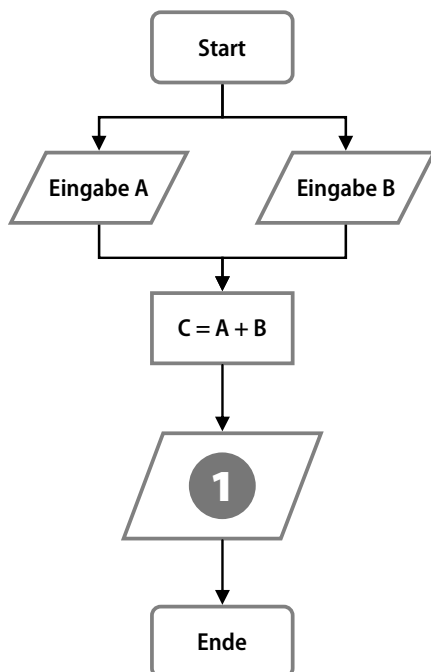 Start
Eingabe A
Eingabe B
C = A + B
1
Ende